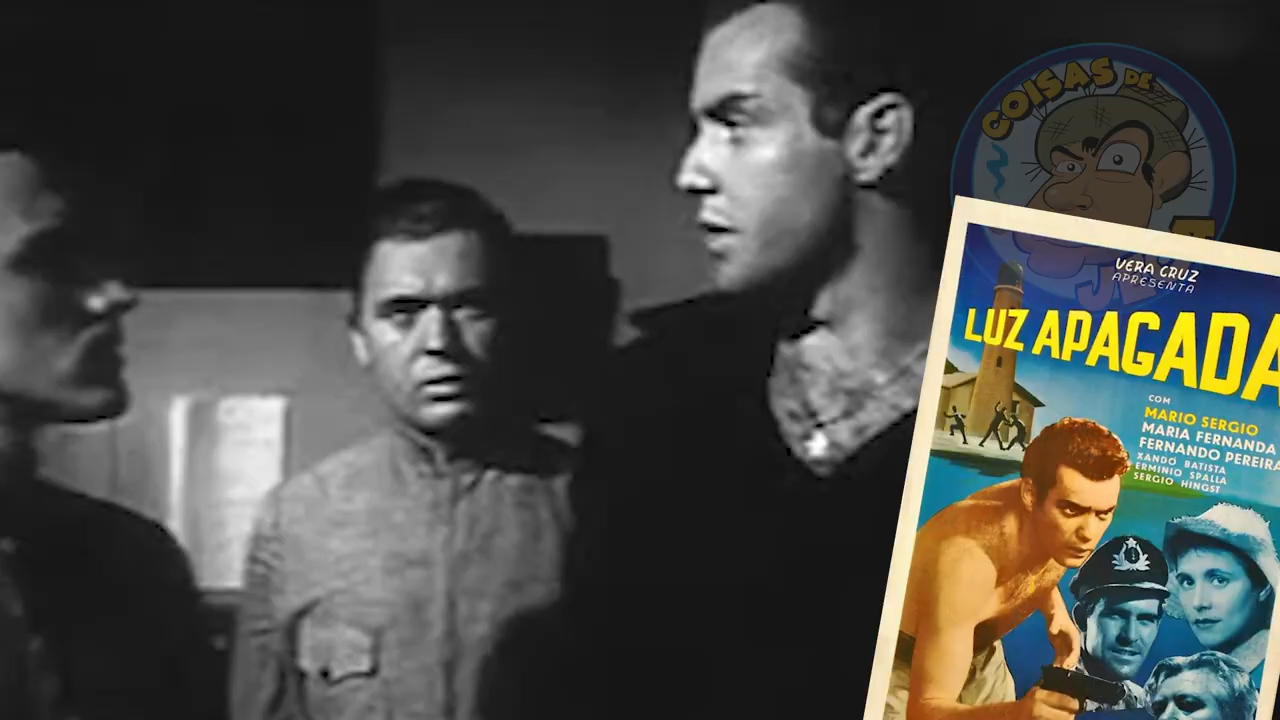 COISAS DE
VERA CRUZ
APRESENTA
LUZ APAGADA
COM
MARIO SERGIO
MARIA FERNANDA
FERNANDO PEREIRA
XANDÓ BATISTA
ERMINIO SPALLA
SERGIO HINGST